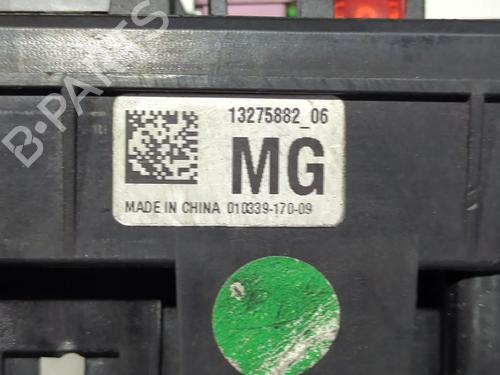 B-PARTS
13275882_06
MG
MADE IN CHINA 010339-170-09